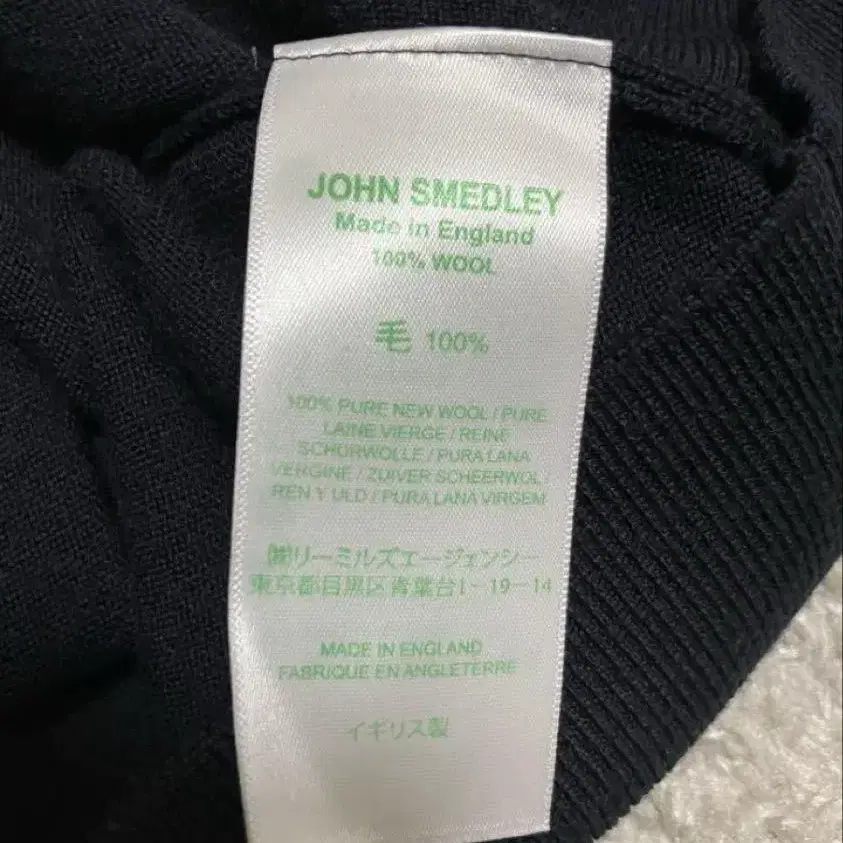 JOHN SMEDLEY
Made in England
100% WOOL
毛 100%
100% PURE NEW WOOL / PURE
LAINE VIERGE / REINE
SCHURWOLLE / PURA LANA
VERGINE / ZUIVER SCHEERWOL /
REN Y ULD / PURA LANA VIRGEM
㈱リーミルズエージェンシー
東京都目黒区青葉台1-19-14
MADE IN ENGLAND
FABRIQUE EN ANGLETERRE
イギリス製